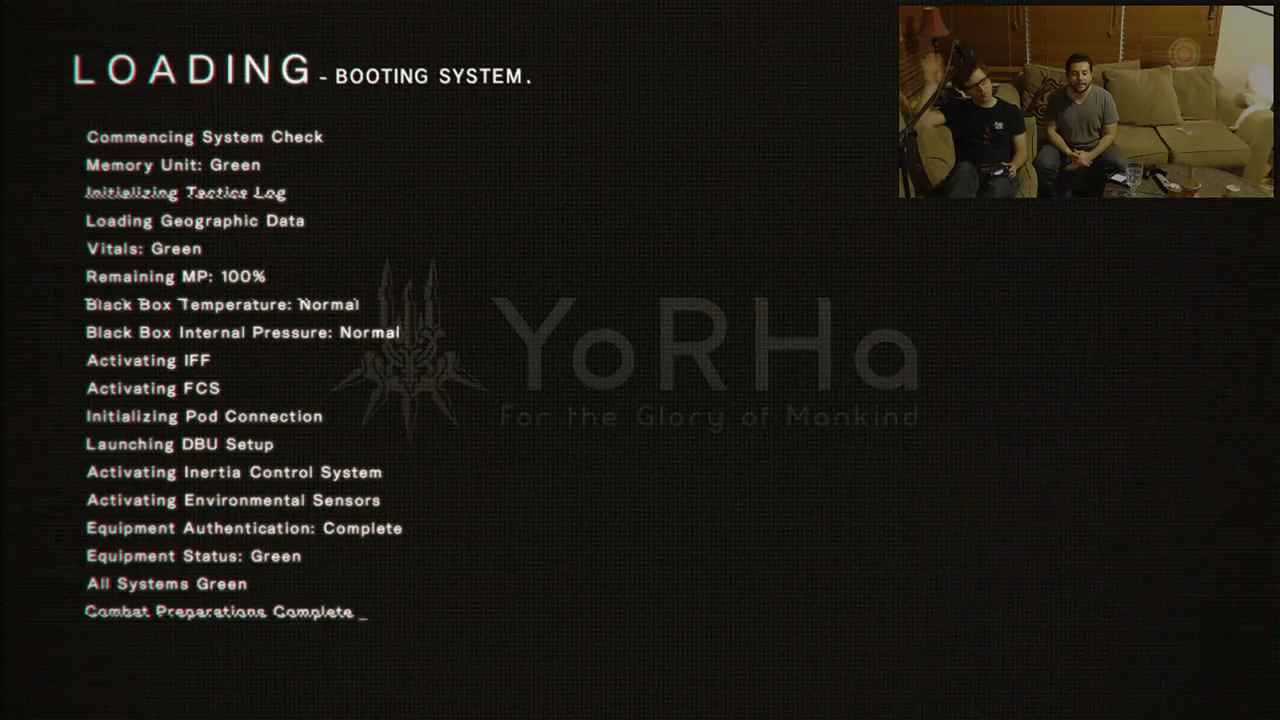 LOADING - BOOTING SYSTEM.
Commencing System Check
Memory Unit: Green
Initializing Tactics Log
Loading Geographic Data
Vitals: Green
Remaining MP: 100%
Black Box Temperature: Normal
Black Box Internal Pressure: Normal
Activating IFF
Activating FCS
Initializing Pod Connection
Launching DBU Setup
Activating Inertia Control System
Activating Environmental Sensors
Equipment Authentication: Complete
Equipment Status: Green
All Systems Green
Combat Preparations Complete _
YoRHa
For the Glory of Mankind